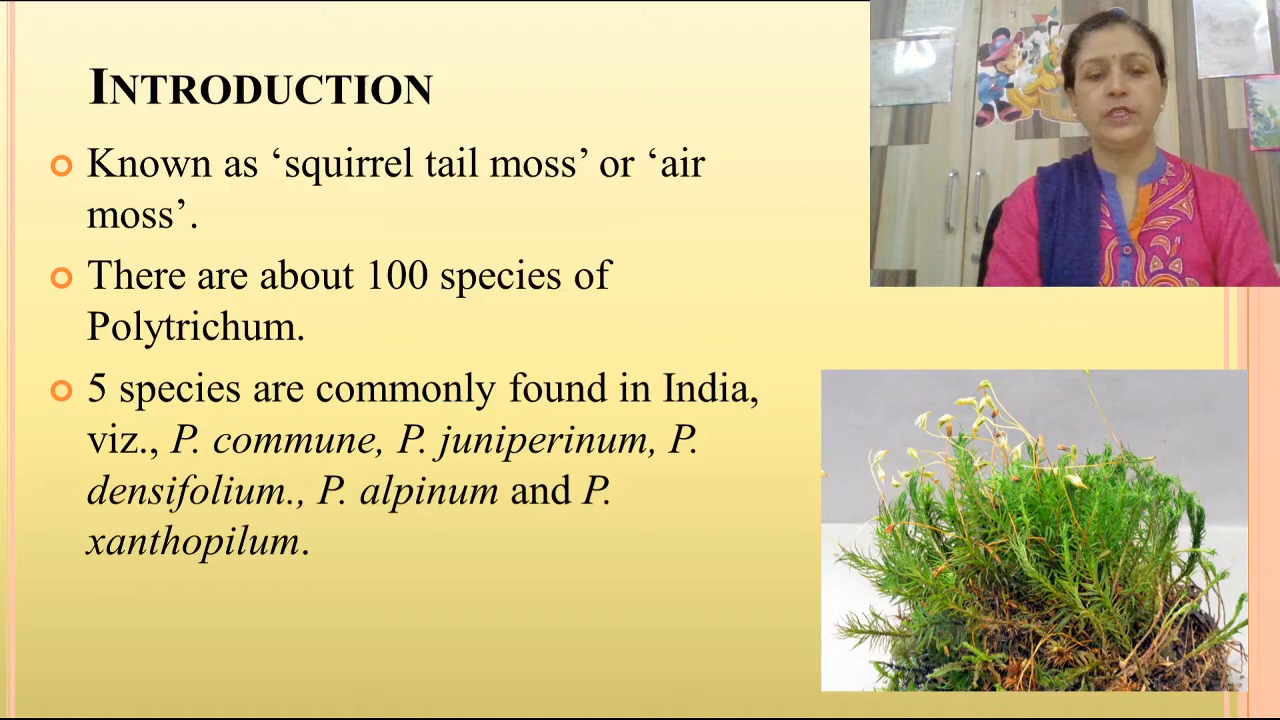 INTRODUCTION
Known as ‘squirrel tail moss’ or ‘air
moss’.
There are about 100 species of
Polytrichum.
5 species are commonly found in India,
viz., P. commune, P. juniperinum, P.
densifolium., P. alpinum and P.
xanthopilum.